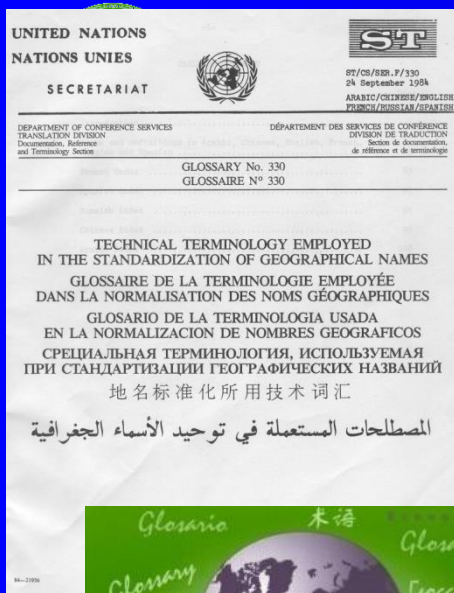 UNITED NATIONS
NATIONS UNIES
SECRETARIAT
ST
ST/CS/SER.F/330
24 September 1984
ARABIC/CHINESE/ENGLISH
FRENCH/RUSSIAN/SPANISH
DEPARTMENT OF CONFERENCE SERVICES
TRANSLATION DIVISION
Documentation, Reference
and Terminology Section
DÉPARTEMENT DES SERVICES DE CONFÉRENCE
DIVISION DE TRADUCTION
Section de documentation,
de référence et de terminologie
GLOSSARY No. 330
GLOSSAIRE Nº 330
TECHNICAL TERMINOLOGY EMPLOYED
IN THE STANDARDIZATION OF GEOGRAPHICAL NAMES
GLOSSAIRE DE LA TERMINOLOGIE EMPLOYÉE
DANS LA NORMALISATION DES NOMS GÉOGRAPHIQUES
GLOSARIO DE LA TERMINOLOGIA USADA
EN LA NORMALIZACION DE NOMBRES GEOGRAFICOS
СРЕЦИАЛЬНАЯ ТЕРМИНОЛОГИЯ, ИСПОЛЬЗУЕМАЯ
ПРИ СТАНДАРТИЗАЦИИ ГЕОГРАФИЧЕСКИХ НАЗВАНИЙ
地名标准化所用技术词汇
المصطلحات المستعملة في توحيد الأسماء الجغرافية
Glosario
术语
Glossary